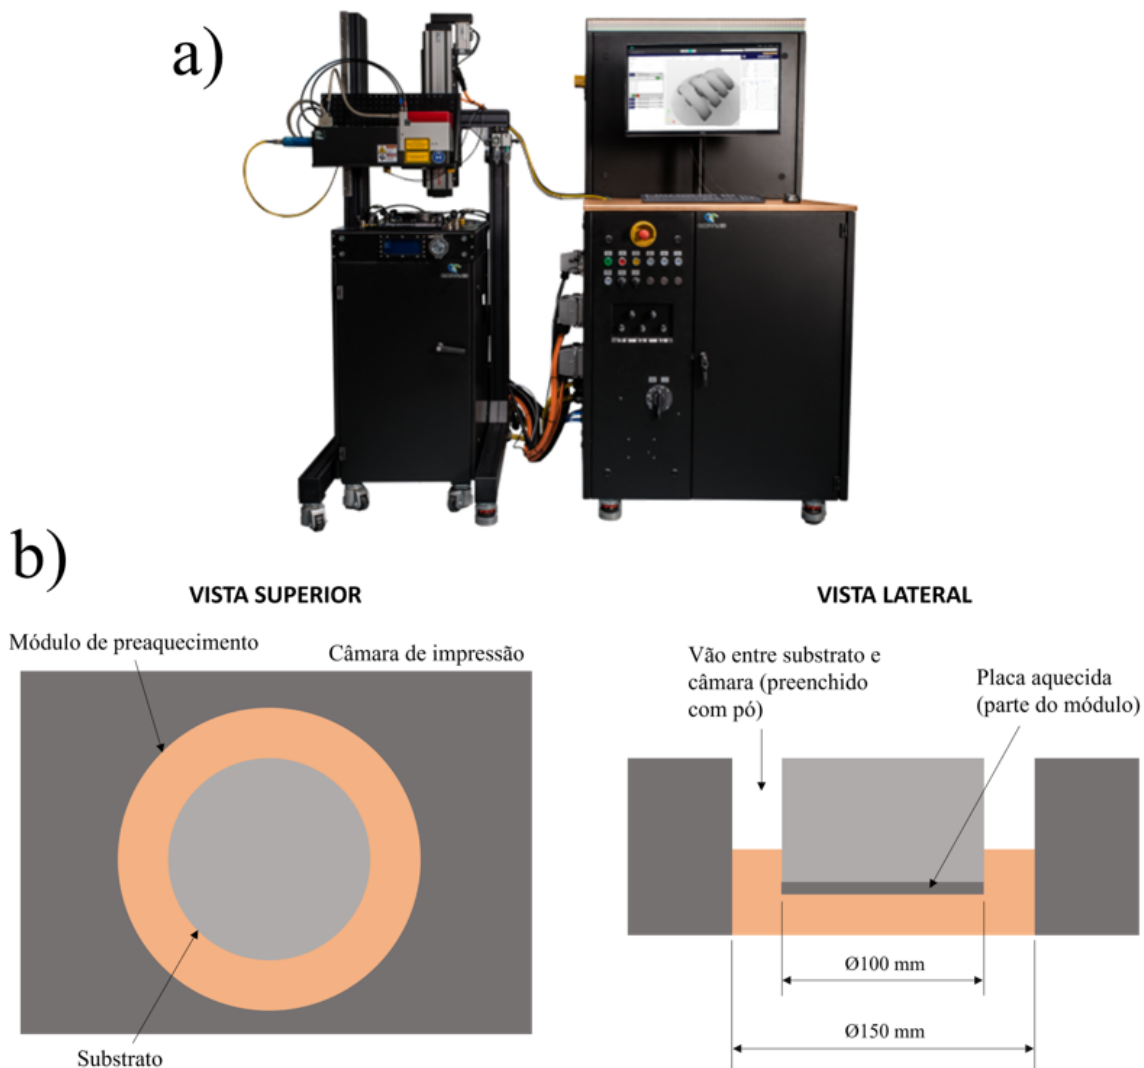 a)
b)
VISTA SUPERIOR
Módulo de preaquecimento
Câmara de impressão
Substrato
VISTA LATERAL
Vão entre substrato e
câmara (preenchido
com pó)
Placa aquecida
(parte do módulo)
Ø100 mm
Ø150 mm